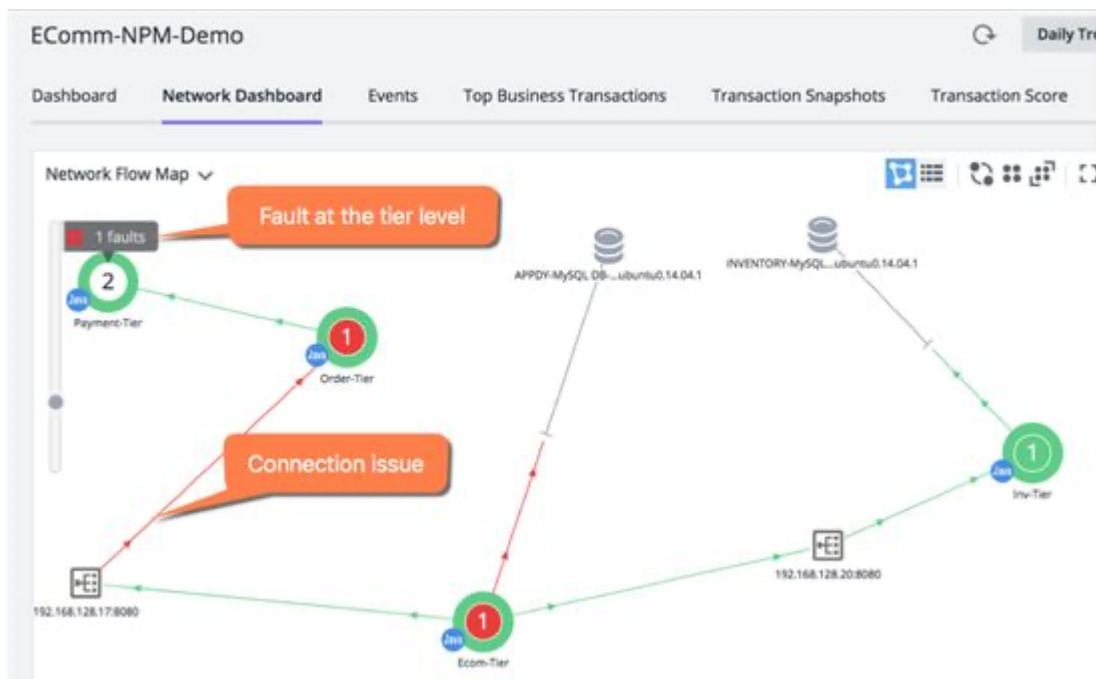 EComm-NPM-Demo
Daily Tre
Dashboard
Network Dashboard
Events
Top Business Transactions
Transaction Snapshots
Transaction Score
Network Flow Map
Fault at the tier level
1 faults
2
Java
Payment-Tier
1
Java
Order-Tier
APPDY-MySQL DB-...ubuntu0.14.04.1
INVENTORY-MySQL...ubuntu0.14.04.1
Connection issue
1
Java
Inv-Tier
192.168.128.20:8080
192.168.128.17:8080
1
Java
Ecom-Tier